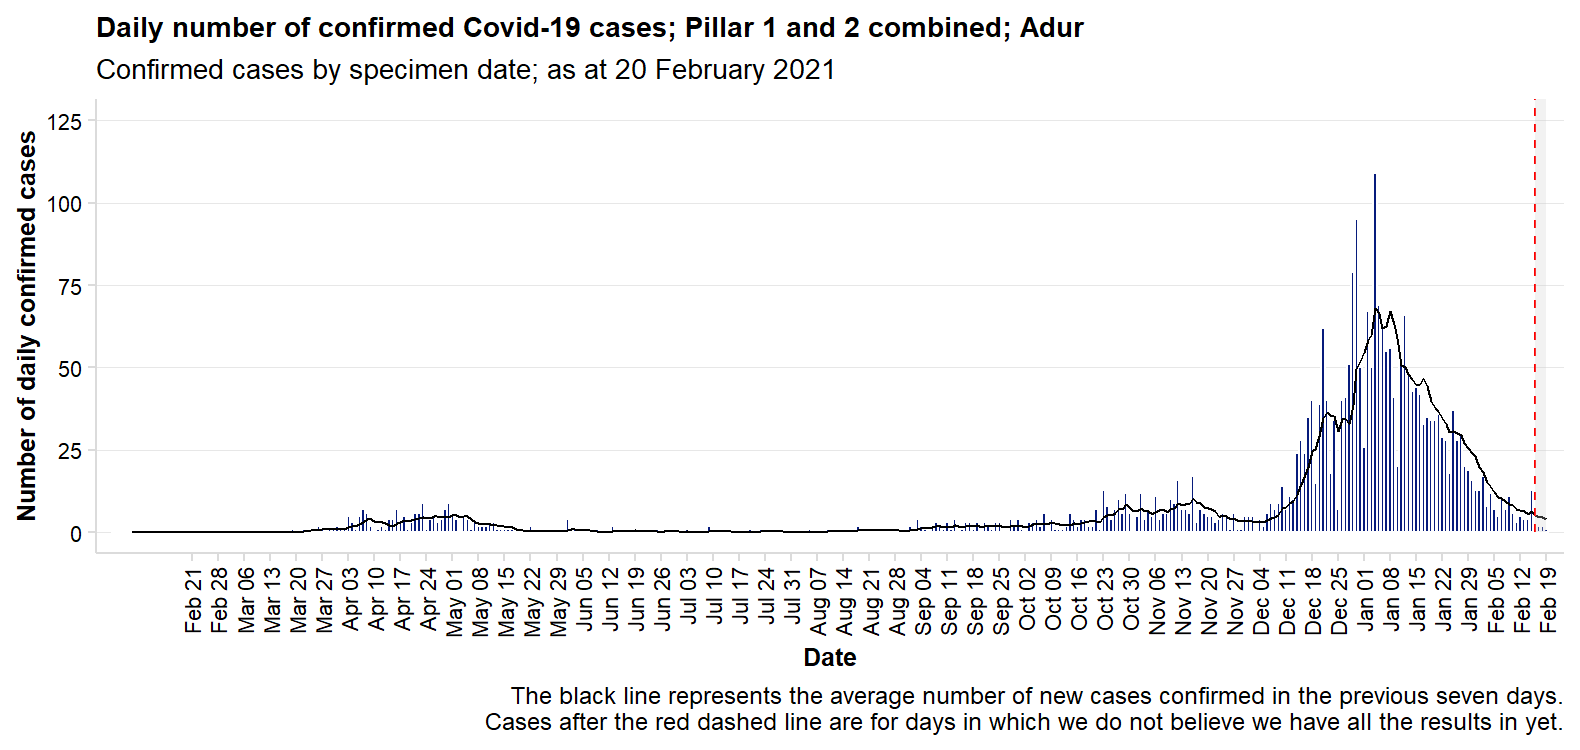 Daily number of confirmed Covid-19 cases; Pillar 1 and 2 combined; Adur
Confirmed cases by specimen date; as at 20 February 2021
Number of daily confirmed cases
125
100
75
50
25
0
Feb 21
Feb 28
Mar 06
Mar 13
Mar 20
Mar 27
Apr 03
Apr 10
Apr 17
Apr 24
May 01
May 08
May 15
May 22
May 29
Jun 05
Jun 12
Jun 19
Jun 26
Jul 03
Jul 10
Jul 17
Jul 24
Jul 31
Aug 07
Aug 14
Aug 21
Aug 28
Sep 04
Sep 11
Sep 18
Sep 25
Oct 02
Oct 09
Oct 16
Oct 23
Oct 30
Nov 06
Nov 13
Nov 20
Nov 27
Dec 04
Dec 11
Dec 18
Dec 25
Jan 01
Jan 08
Jan 15
Jan 22
Jan 29
Feb 05
Feb 12
Feb 19
Date
The black line represents the average number of new cases confirmed in the previous seven days.
Cases after the red dashed line are for days in which we do not believe we have all the results in yet.